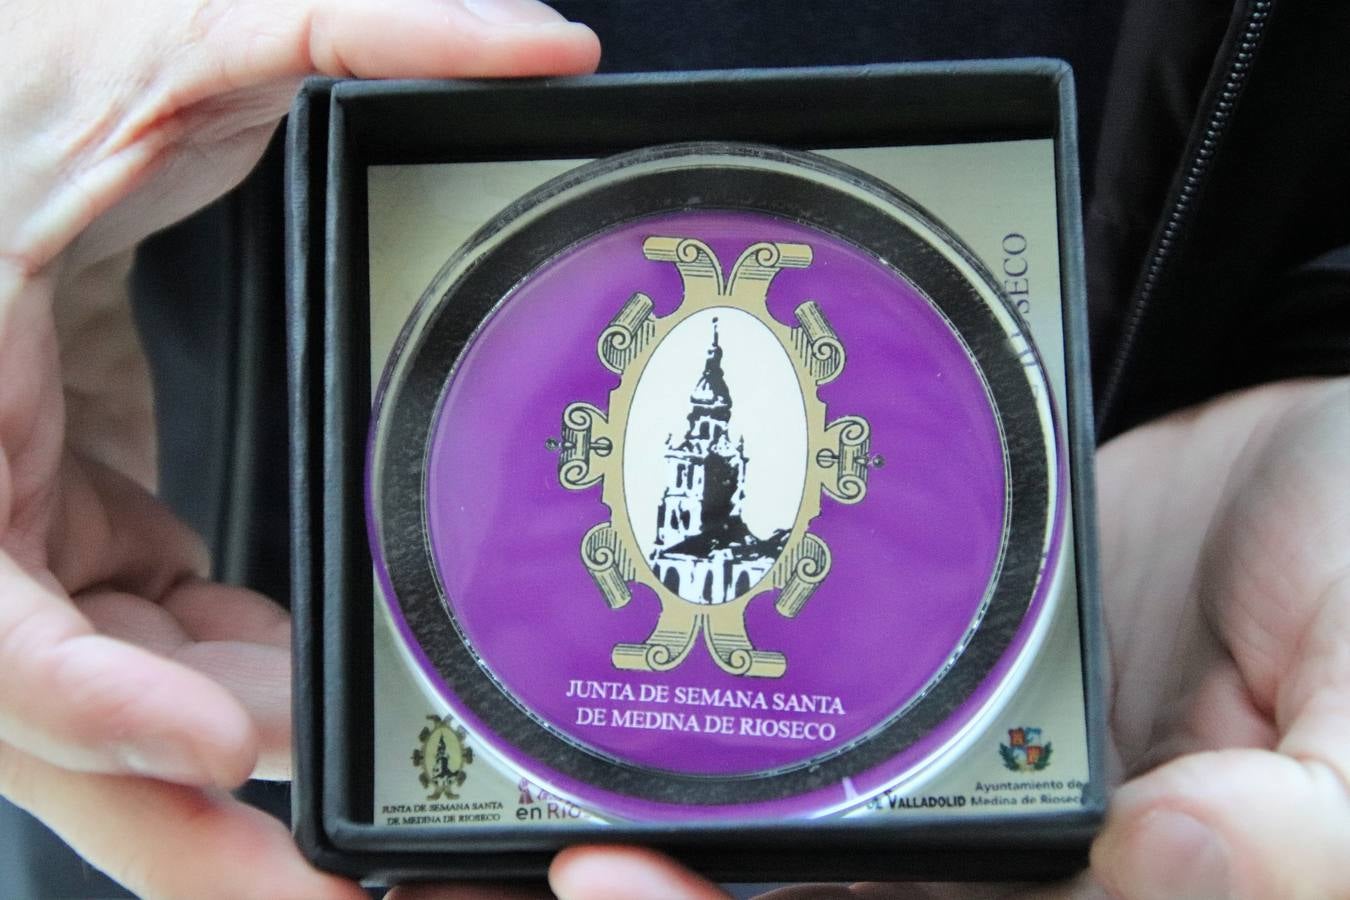 JUNTA DE SEMANA SANTA
DE MEDINA DE RIOSECO
JUNTA DE SEMANA SANTA
DE MEDINA DE RIOSECO
en
DE VALLADOLID
Ayuntamiento de
Medina de Rioseco